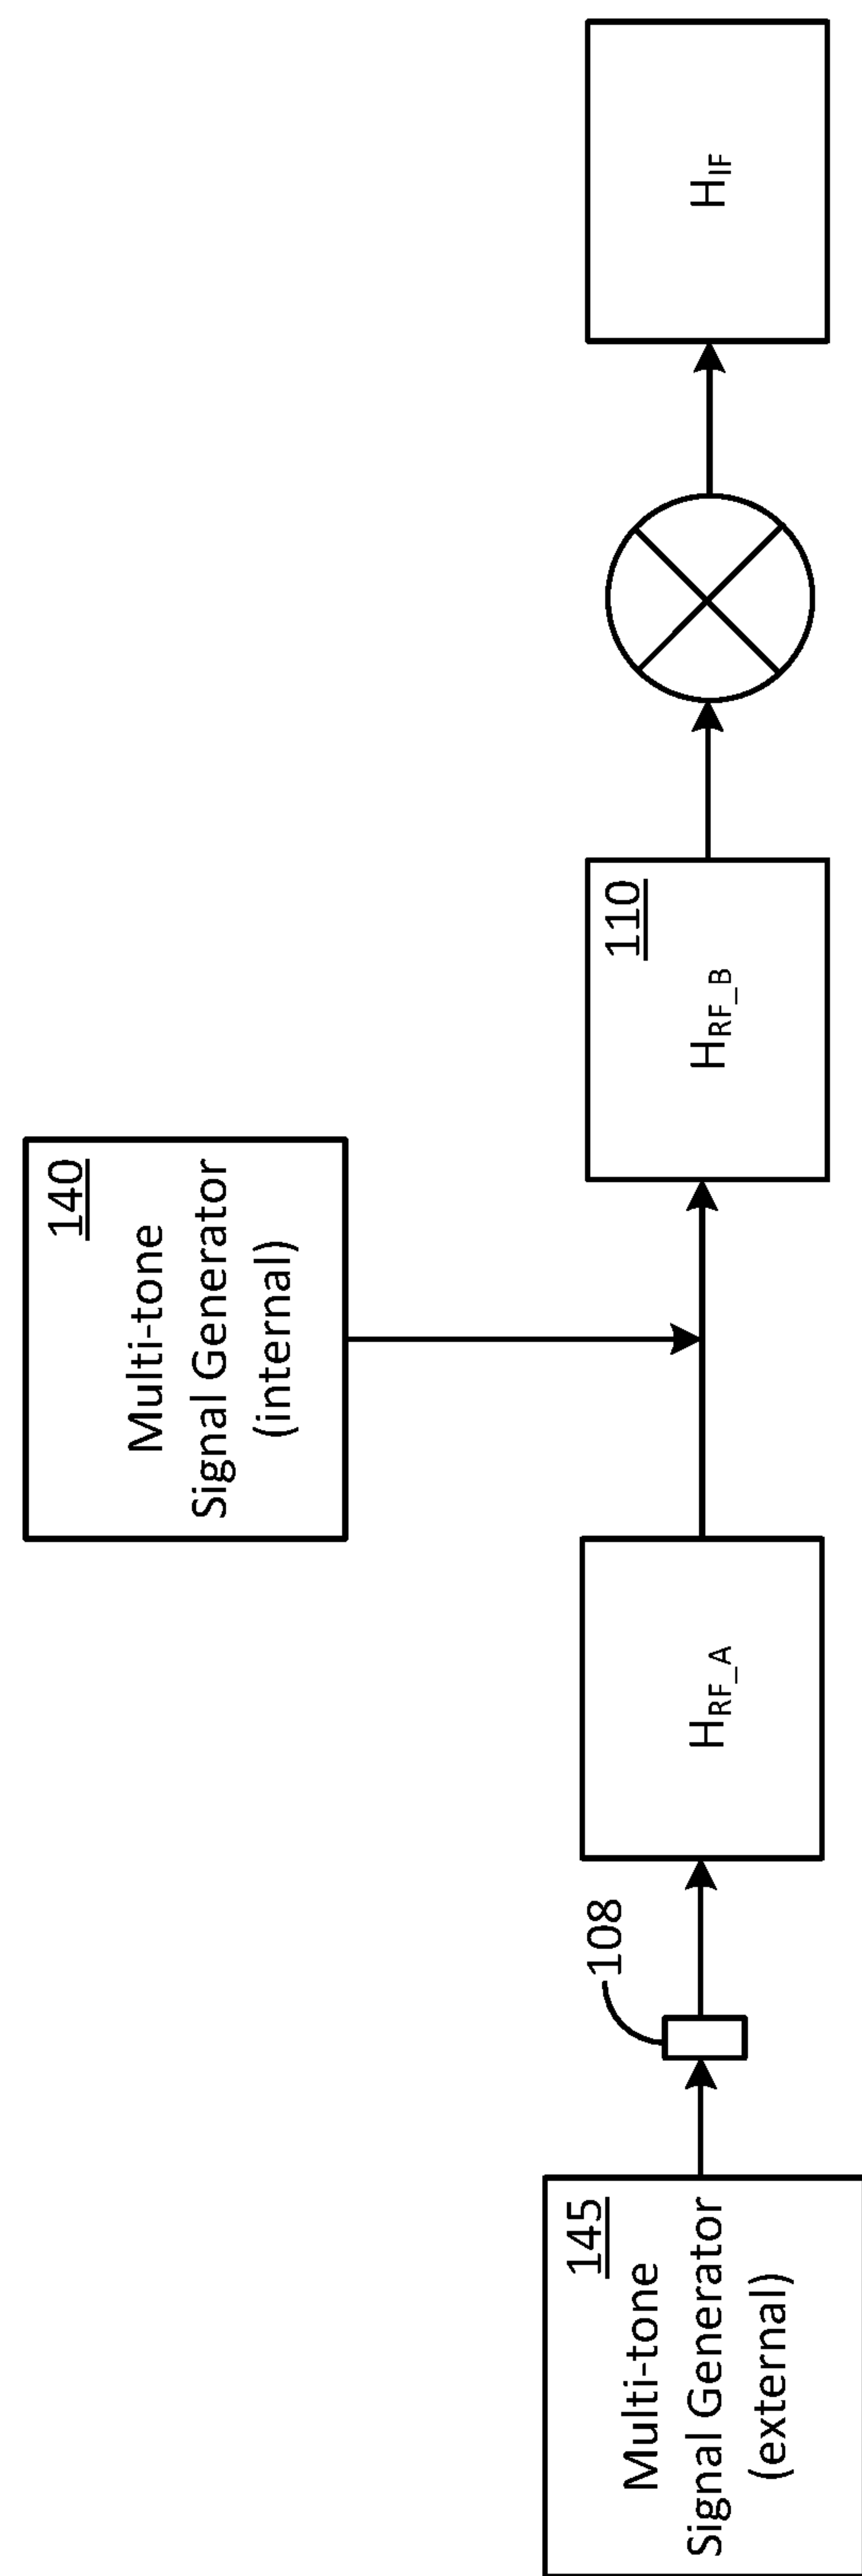 140
Multi-tone
Signal Generator
(internal)
145
Multi-tone
Signal Generator
(external)
108
H_RF_A
110
H_RF_B
H_IF